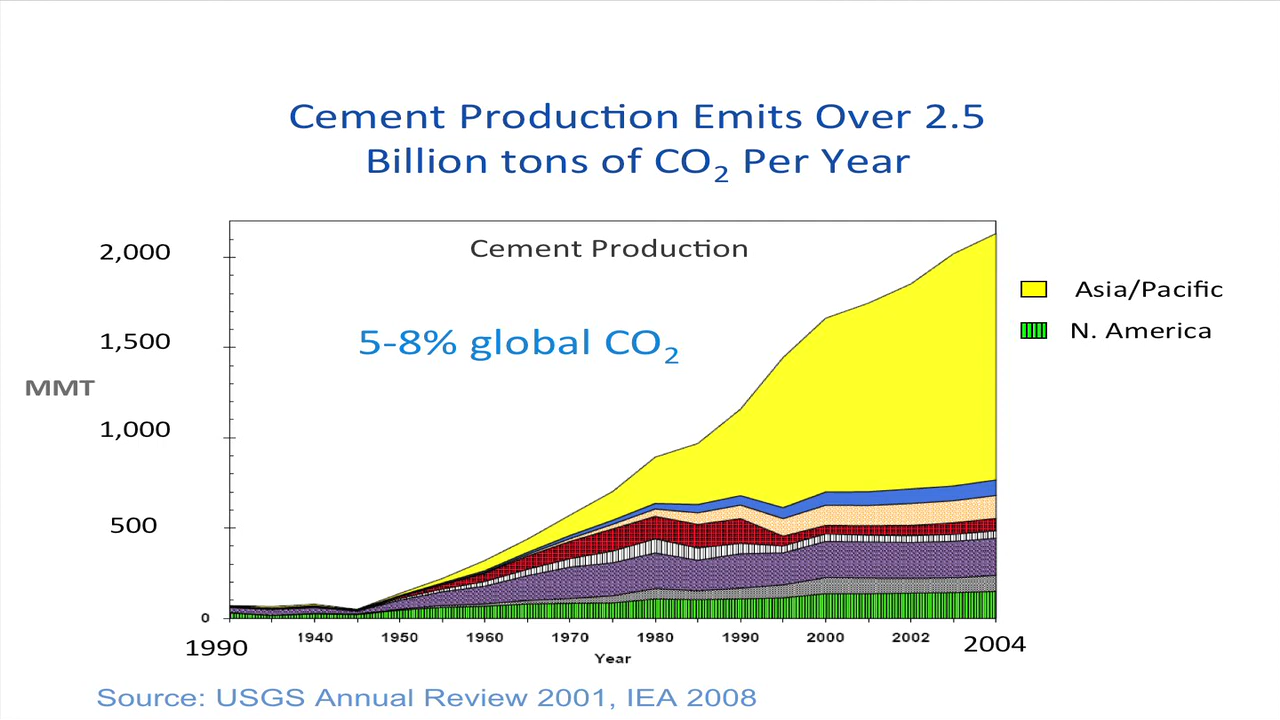 Cement Production Emits Over 2.5
Billion tons of CO₂ Per Year
Cement Production
5-8% global CO₂
MMT
2,000
1,500
1,000
500
0
1990
1940
1950
1960
1970
1980
1990
2000
2002
2004
Year
Asia/Pacific
N. America
Source: USGS Annual Review 2001, IEA 2008